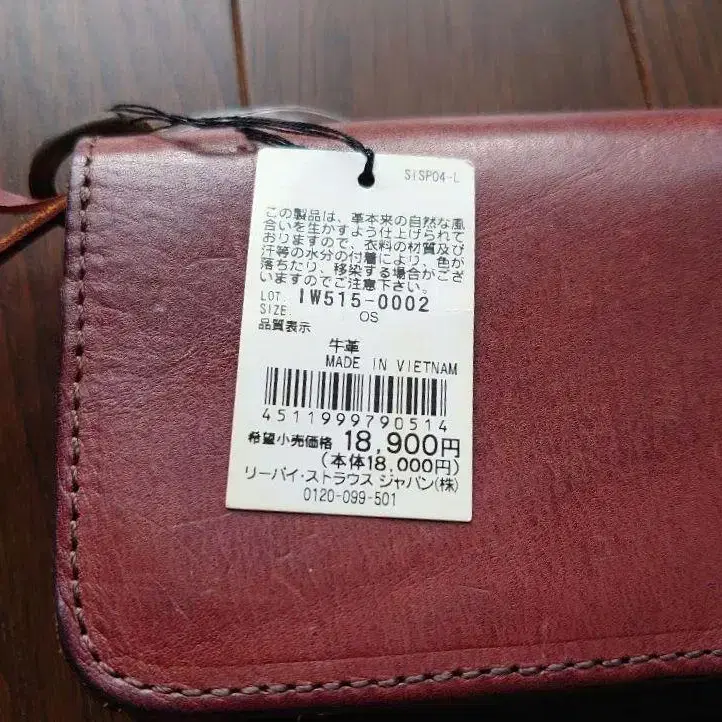 SISP04-L
この製品は、革本来の自然な風
合いを生かすよう仕上げられて
おりますので、衣料の材質及び
汗等の水分の付着により、色が
落ちたり、移染する場合がござ
いますのでご注意下さい。
LOT. IW515-0002
SIZE. OS
品質表示
牛革
MADE IN VIETNAM
4511999790514
希望小売価格 18,900円
(本体18,000円)
リーバイ・ストラウス ジャパン(株)
0120-099-501